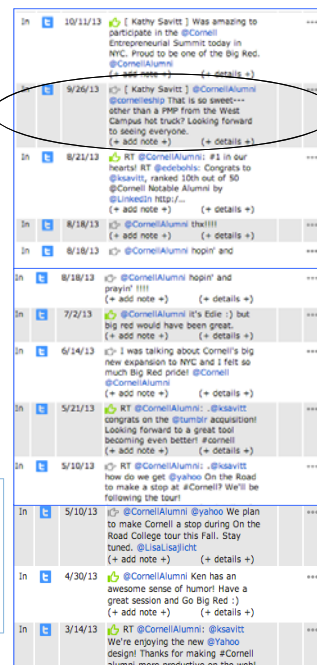 In 10/11/13 [ Kathy Savitt ] Was amazing to
participate in the @Cornell
Entrepreneurial Summit today in
NYC. Proud to be one of the Big Red.
@CornellAlumni
(+ add note +) (+ details +)
In 9/26/13 [ Kathy Savitt ] @CornellAlumni
@cornelleship That is so sweet---
other than a PMP from the West
Campus hot truck? Looking forward
to seeing everyone.
(+ add note +) (+ details +)
In 8/21/13 RT @CornellAlumni: #1 in our
hearts! RT @edebohls: Congrats to
@ksavitt, ranked 10th out of 50
@Cornell Notable Alumni by
@LinkedIn http:/...
(+ add note +) (+ details +)
In 8/18/13 @CornellAlumni thx!!!!
(+ add note +) (+ details +)
In 8/18/13 @CornellAlumni hopin' and
In 8/18/13 @CornellAlumni hopin' and
prayin' !!!!
(+ add note +) (+ details +)
In 7/2/13 @CornellAlumni it's Edie :) but
big red would have been great.
(+ add note +) (+ details +)
In 6/14/13 I was talking about Cornell's big
new expansion to NYC and I felt so
much Big Red pride! @Cornell
@CornellAlumni
(+ add note +) (+ details +)
In 5/21/13 RT @CornellAlumni: .@ksavitt
congrats on the @tumblr acquisition!
Looking forward to a great tool
becoming even better! #cornell
(+ add note +) (+ details +)
In 5/10/13 RT @CornellAlumni: .@ksavitt
how do we get @yahoo On the Road
to make a stop at #Cornell? We'll be
following the tour!
In 5/10/13 @CornellAlumni @yahoo We plan
to make Cornell a stop during On the
Road College tour this Fall. Stay
tuned. @LisaLisaJlicht
(+ add note +) (+ details +)
In 4/30/13 @CornellAlumni Ken has an
awesome sense of humor! Have a
great session and Go Big Red :)
(+ add note +) (+ details +)
In 3/14/13 RT @CornellAlumni: @ksavitt
We're enjoying the new @Yahoo
design! Thanks for making #Cornell
alumni more productive on the web!